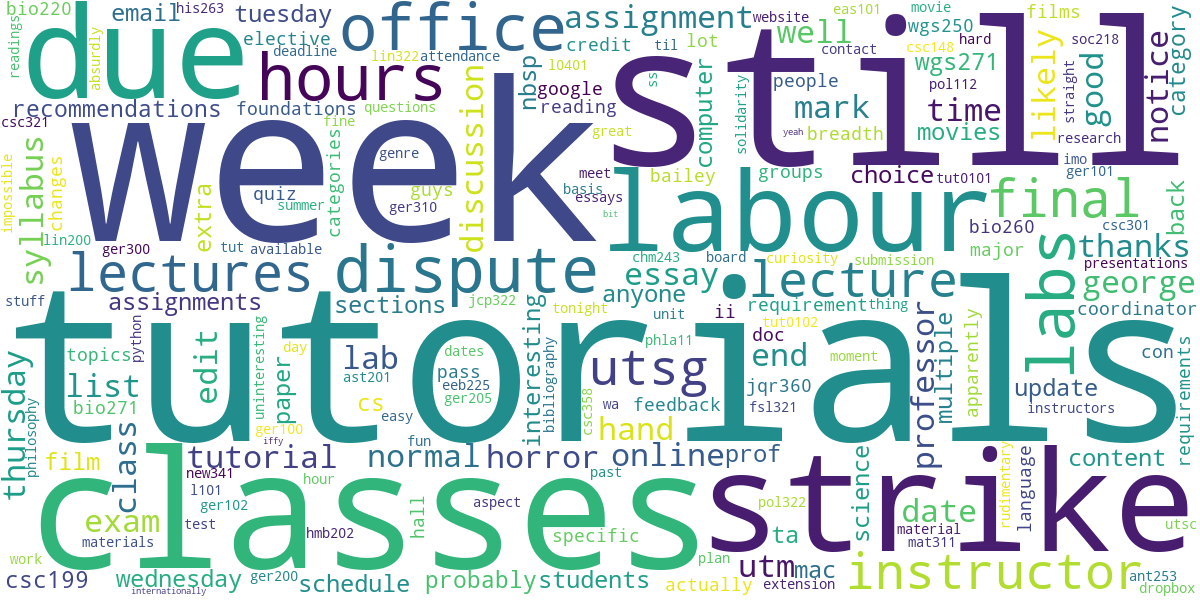 bio220
his263
email
tuesday
office
assignment
website
well
eas101
movie
wgs250
films
category
due
elective
deadline
lin322
attendance
credit
til
lot
contact
csc148
hard
soc218
readings
absurdly
hours
discussion
nbsp
l0401
google
ss
wgs271
pol112
likely
straight
good
notice
still
recommendations
foundations
questions
reading
computer
solidarity
people
mark
time
csc321
week
fine
great
yeah
breadth
movies
research
syllabus
changes
impossible
categories
genre
meet
basis
essays
bailey
groups
choice
tut0101
imo
ger101
extra
quiz
summer
guys
ger310
bit
labour
final
back
lin200
ger300
tut
available
bio260
csc301
major
labs
thanks
chm243
board
curiosity
submission
presentations
lectures
dispute
essay
lecture
george
stuff
assignments
sections
jcp322
anyone
requirement
thing
coordinator
tutorials
python
uninteresting
day
dates
tonight
interesting
bibliography
unit
ii
tut0102
doc
professor
multiple
apparently
con
requirements
thursday
philosophy
topics
edit
paper
lab
pass
phla11
end
moment
list
ast201
eeb225
utsg
jqr360
update
bio271
ger205
csc358
wa
feedback
fsl321
instructors
class
ger100
cs
easy
hand
iffy
fun
film
tutorial
normal
horror
online
prof
content
new341
hour
past
science
rudimentary
language
classes
strike
l101
aspect
pol322
exam
ger102
hall
date
test
hmb202
specific
ta
material
utsc
materials
mat311
work
plan
csc199
wednesday
ger200
schedule
probably
students
utm
mac
instructor
ant253
internationally
actually
extension
dropbox